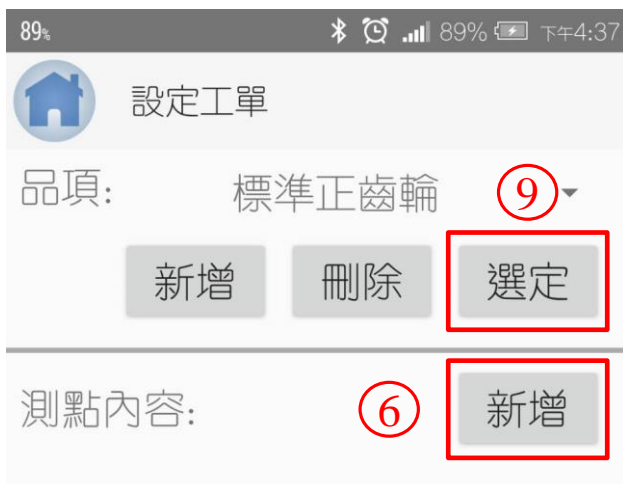 89% 89% 下午4:37
設定工單
品項: 標準正齒輪 9
新增 刪除 選定
測點內容: 6 新增